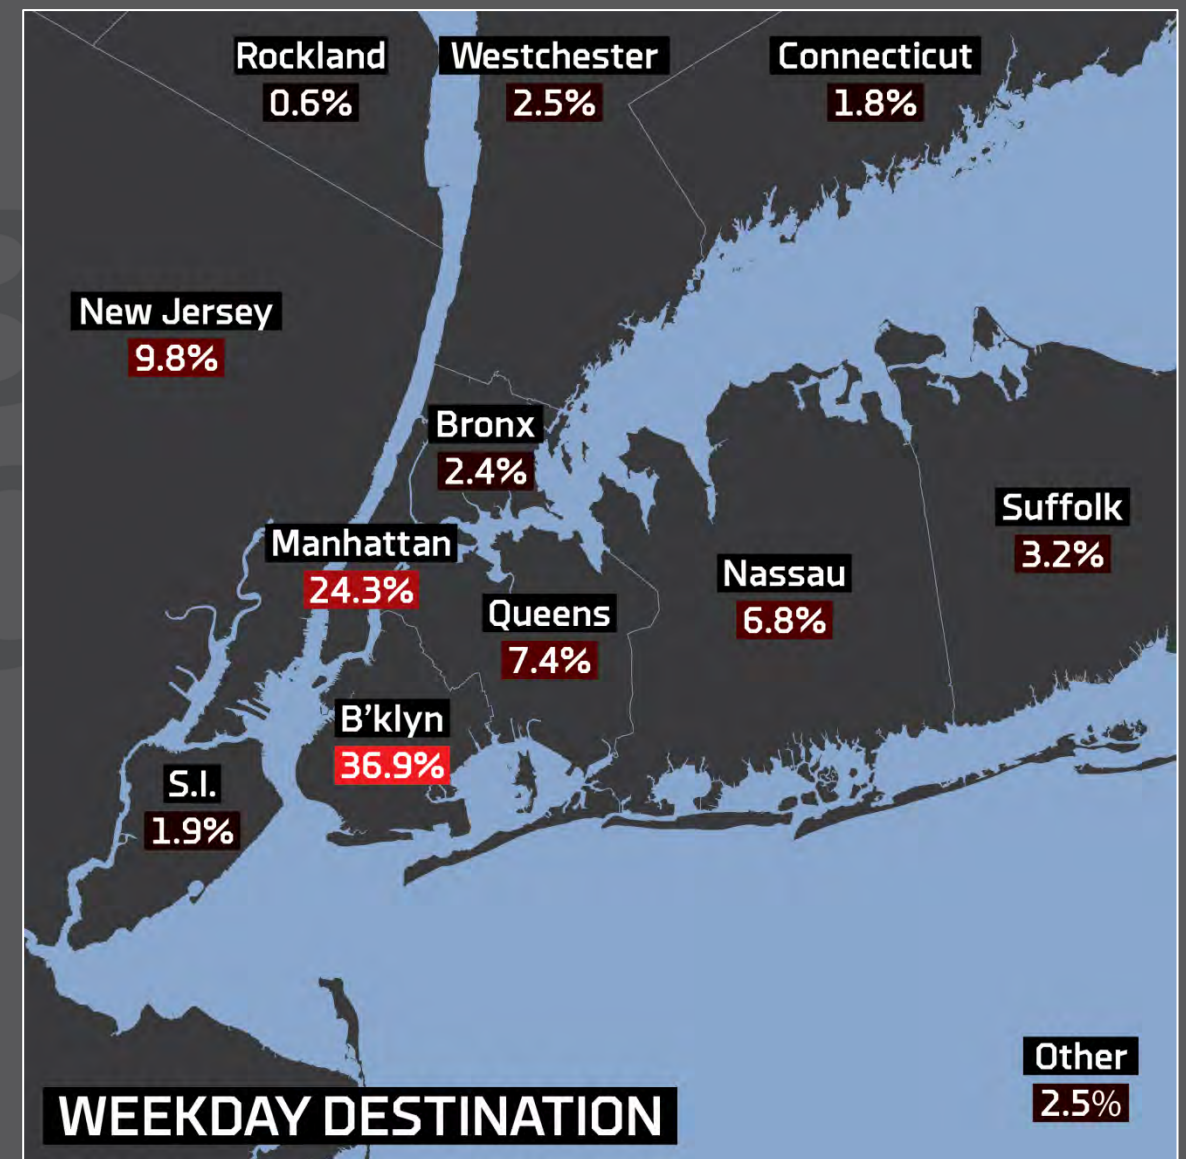 Rockland
0.6%
Westchester
2.5%
Connecticut
1.8%
New Jersey
9.8%
Bronx
2.4%
Manhattan
24.3%
Queens
7.4%
Nassau
6.8%
Suffolk
3.2%
B'klyn
36.9%
S.I.
1.9%
Other
2.5%
WEEKDAY DESTINATION